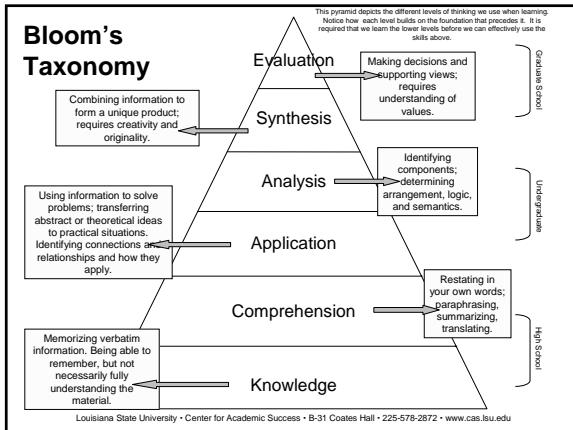 Bloom's
Taxonomy
This pyramid depicts the different levels of thinking we use when learning.
Notice how each level builds on the foundation that precedes it. It is
required that we learn the lower levels before we can effectively use the
skills above.
Evaluation
Making decisions and
supporting views;
requires
understanding of
values.
Graduate School
Combining information to
form a unique product;
requires creativity and
originality.
Synthesis
Analysis
Identifying
components;
determining
arrangement, logic,
and semantics.
Undergraduate
Using information to solve
problems; transferring
abstract or theoretical ideas
to practical situations.
Identifying connections and
relationships and how they
apply.
Application
Comprehension
Restating in
your own words;
paraphrasing,
summarizing,
translating.
High School
Memorizing verbatim
information. Being able to
remember, but not
necessarily fully
understanding the
material.
Knowledge
Louisiana State University • Center for Academic Success • B-31 Coates Hall • 225-578-2872 • www.cas.lsu.edu